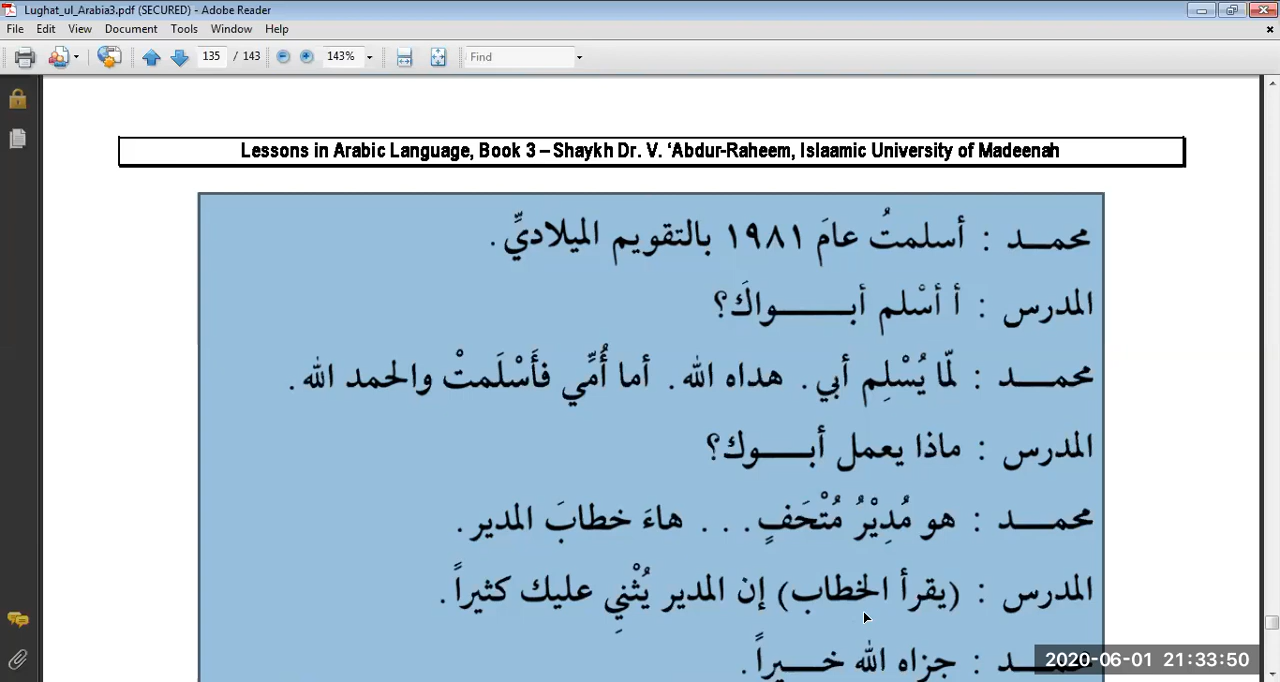 Lughat_ul_Arabia3.pdf (SECURED) - Adobe Reader
File Edit View Document Tools Window Help
135 / 143 143% Find
Lessons in Arabic Language, Book 3 – Shaykh Dr. V. ‘Abdur-Raheem, Islaamic University of Madeenah
محمـــد : أسلمتُ عامَ ١٩٨١ بالتقويم الميلاديِّ.
المدرس : أ أسْلم أبـــــواكَ؟
محمـــد : لمّا يُسْلِم أبي. هداه الله. أما أُمِّي فأَسْلَمتْ والحمد الله.
المدرس : ماذا يعمل أبـــوك؟
محمـــد : هو مُدِيْرُ مُتْحَفٍ... هاءَ خطابَ المدير.
المدرس : (يقرأ الخطاب) إن المدير يُثْنِي عليك كثيراً.
محمـــد : جزاه الله خـــيراً.
2020-06-01 21:33:50